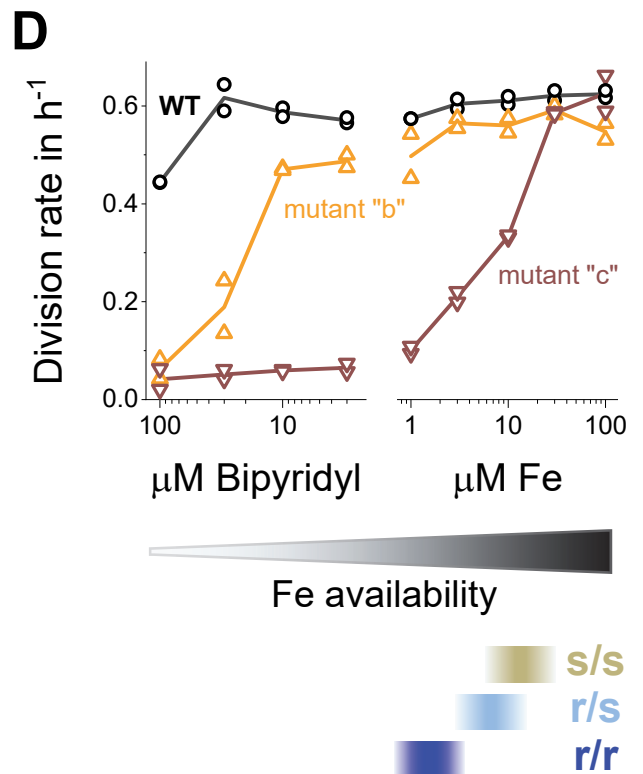 D
Division rate in h⁻¹
0.6
0.4
0.2
0.0
WT
mutant "b"
mutant "c"
100
10
1
10
100
μM Bipyridyl
μM Fe
Fe availability
s/s
r/s
r/r